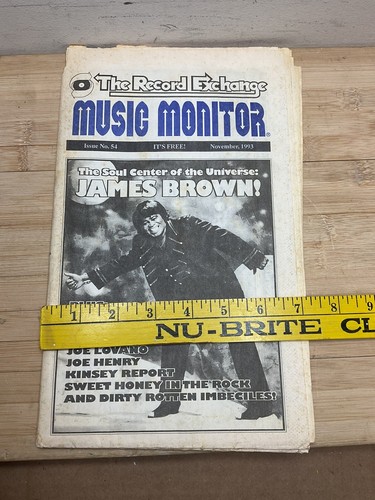 The Record Exchange
MUSIC MONITOR®
Issue No. 54 IT'S FREE! November, 1993
The Soul Center of the Universe:
JAMES BROWN!
1 2 3 4 5 6 7 8 9
NU-BRITE CL
JOE LOVANO
JOE HENRY
KINSEY REPORT
SWEET HONEY IN THE ROCK
AND DIRTY ROTTEN IMBECILES!